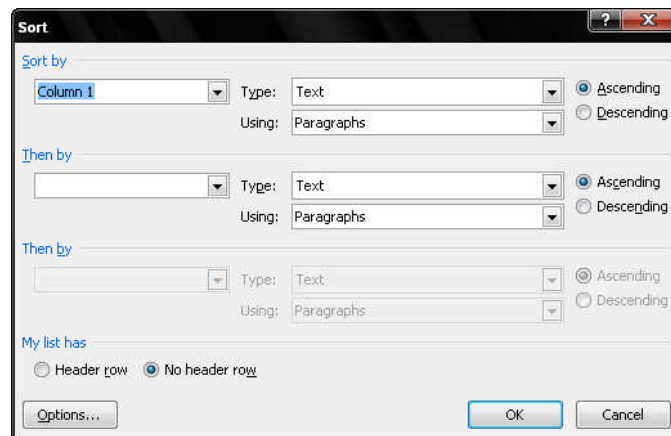 Sort
Sort by
Column 1 Type: Text Ascending
Using: Paragraphs Descending
Then by
Type: Text Ascending
Using: Paragraphs Descending
Then by
Type: Text Ascending
Using: Paragraphs Descending
My list has
Header row No header row
Options... OK Cancel